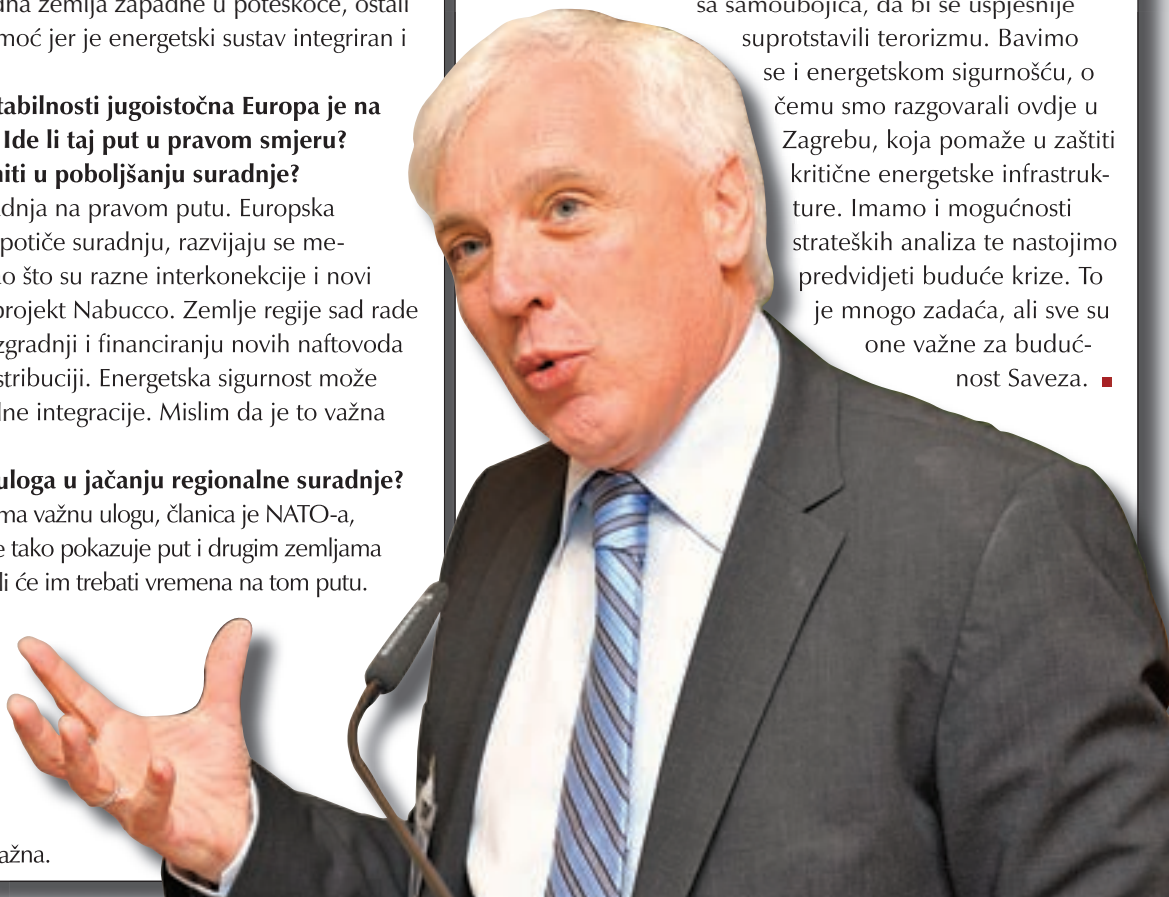 dna zemlja zapadne u poteškoće, ostali
moć jer je energetski sustav integriran i
tabilnosti jugoistočna Europa je na
Ide li taj put u pravom smjeru?
niti u poboljšanju suradnje?
dnja na pravom putu. Europska
potiče suradnju, razvijaju se me-
o što su razne interkonekcije i novi
projekt Nabucco. Zemlje regije sad rade
zgradnji i financiranju novih naftovoda
stribuciji. Energetska sigurnost može
lne integracije. Mislim da je to važna
uloga u jačanju regionalne suradnje?
ma važnu ulogu, članica je NATO-a,
e tako pokazuje put i drugim zemljama
li će im trebati vremena na tom putu.
ažna.
sa samoubojica, da bi se uspješnije
suprotstavili terorizmu. Bavimo
se i energetskom sigurnošću, o
čemu smo razgovarali ovdje u
Zagrebu, koja pomaže u zaštiti
kritične energetske infrastruk-
ture. Imamo i mogućnosti
strateških analiza te nastojimo
predvidjeti buduće krize. To
je mnogo zadaća, ali sve su
one važne za buduć-
nost Saveza.